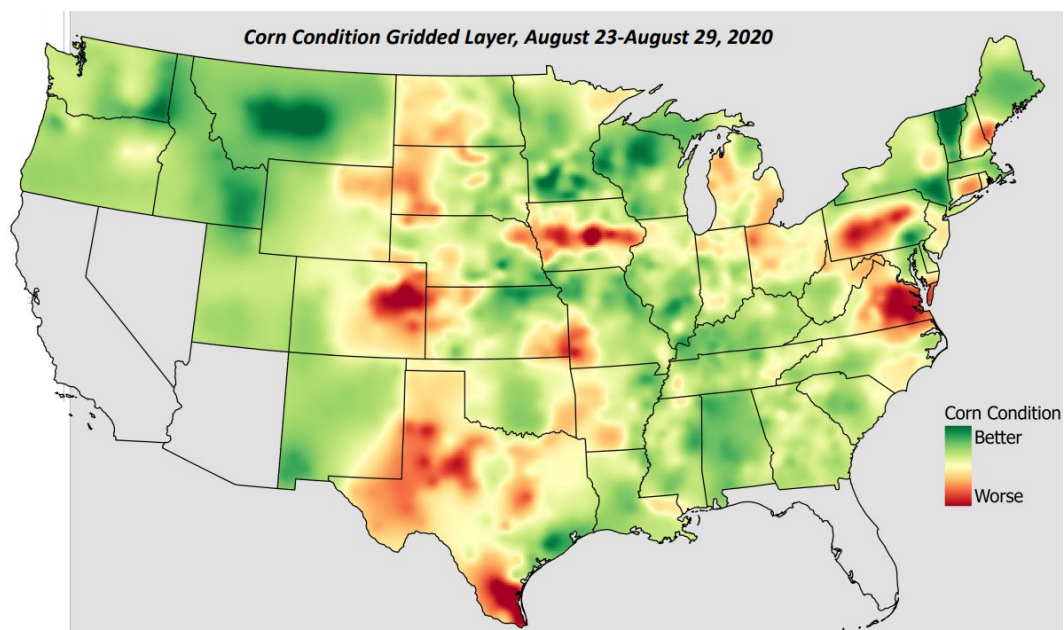 Corn Condition Gridded Layer, August 23-August 29, 2020
Corn Condition
Better
Worse